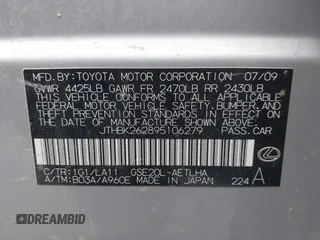 MFD.BY: TOYOTA MOTOR CORPORATION 07/09
GVWR 4425LB GAWR FR 2470LB RR 2430LB
THIS VEHICLE CONFORMS TO ALL APPLICABLE
FEDERAL MOTOR VEHICLE SAFETY, BUMPER, AND
THEFT PREVENTION STANDARDS IN EFFECT ON
THE DATE OF MANUFACTURE SHOWN ABOVE.
JTHBK262895106279 PASS.CAR
C/TR:1G1/LA11 GSE20L-AETLHA
A/TM:B03A/A960E MADE IN JAPAN 224 A
DREAMBID